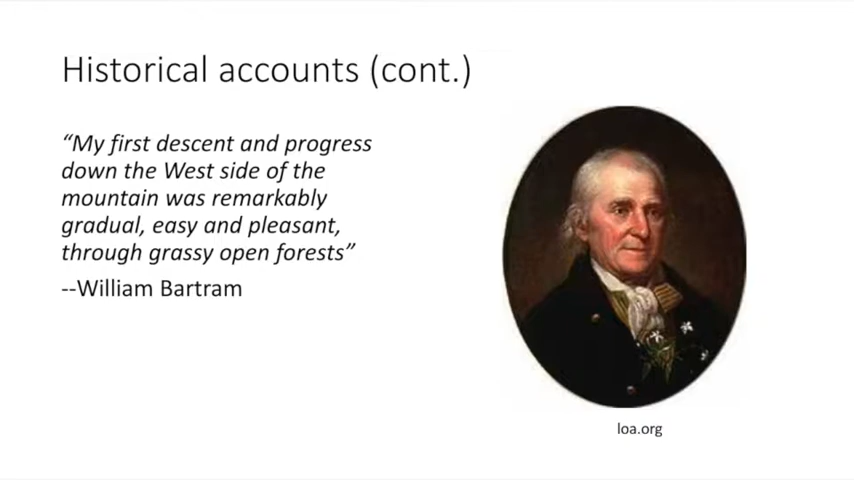 Historical accounts (cont.)
“My first descent and progress
down the West side of the
mountain was remarkably
gradual, easy and pleasant,
through grassy open forests”
--William Bartram
loa.org